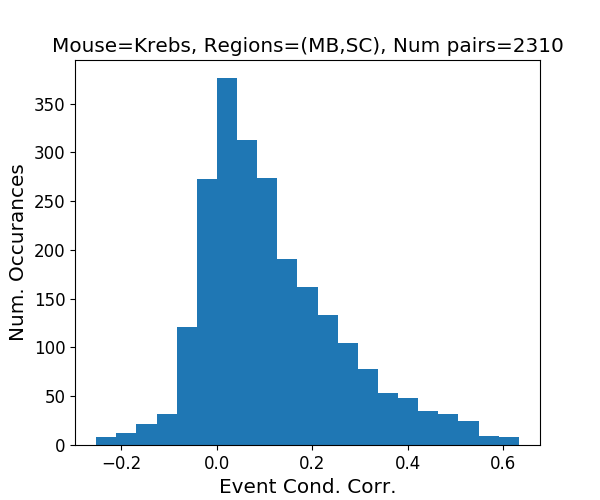 Mouse=Krebs, Regions=(MB,SC), Num pairs=2310
Num. Occurances
350
300
250
200
150
100
50
0
−0.2 0.0 0.2 0.4 0.6
Event Cond. Corr.